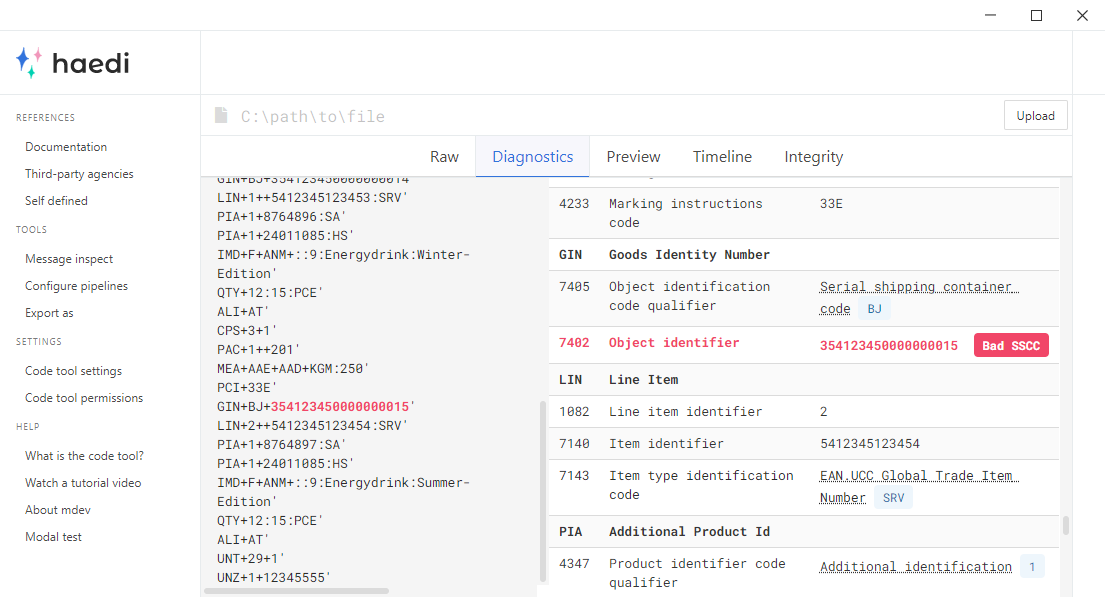 haedi
REFERENCES
Documentation
Third-party agencies
Self defined
TOOLS
Message inspect
Configure pipelines
Export as
SETTINGS
Code tool settings
Code tool permissions
HELP
What is the code tool?
Watch a tutorial video
About mdev
Modal test
C:\path\to\file
Upload
Raw
Diagnostics
Preview
Timeline
Integrity
GIN+BJ+354123450000000014'
LIN+1++5412345123453:SRV'
PIA+1+8764896:SA'
PIA+1+24011085:HS'
IMD+F+ANM+::9:Energydrink:Winter-
Edition'
QTY+12:15:PCE'
ALI+AT'
CPS+3+1'
PAC+1++201'
MEA+AAE+AAD+KGM:250'
PCI+33E'
GIN+BJ+354123450000000015'
LIN+2++5412345123454:SRV'
PIA+1+8764897:SA'
PIA+1+24011085:HS'
IMD+F+ANM+::9:Energydrink:Summer-
Edition'
QTY+12:15:PCE'
ALI+AT'
UNT+29+1'
UNZ+1+12345555'
4233 Marking instructions 33E
code
GIN Goods Identity Number
7405 Object identification Serial shipping container
code qualifier code BJ
7402 Object identifier 354123450000000015 Bad SSCC
LIN Line Item
1082 Line item identifier 2
7140 Item identifier 5412345123454
7143 Item type identification EAN.UCC Global Trade Item
code Number SRV
PIA Additional Product Id
4347 Product identifier code Additional identification 1
qualifier